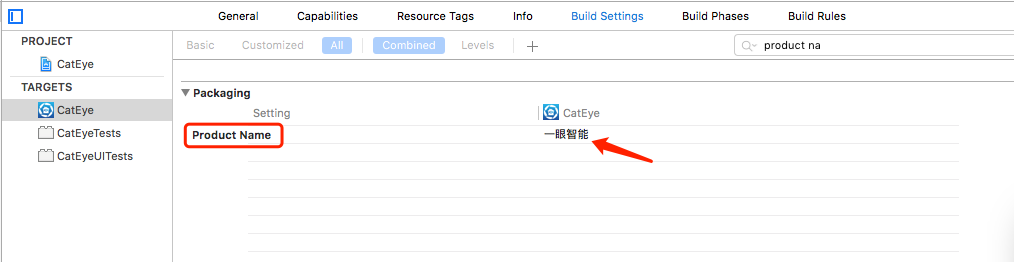 General Capabilities Resource Tags Info Build Settings Build Phases Build Rules
PROJECT
CatEye
TARGETS
CatEye
CatEyeTests
CatEyeUITests
Basic Customized All Combined Levels + product na
Packaging
Setting CatEye
Product Name 一眼智能